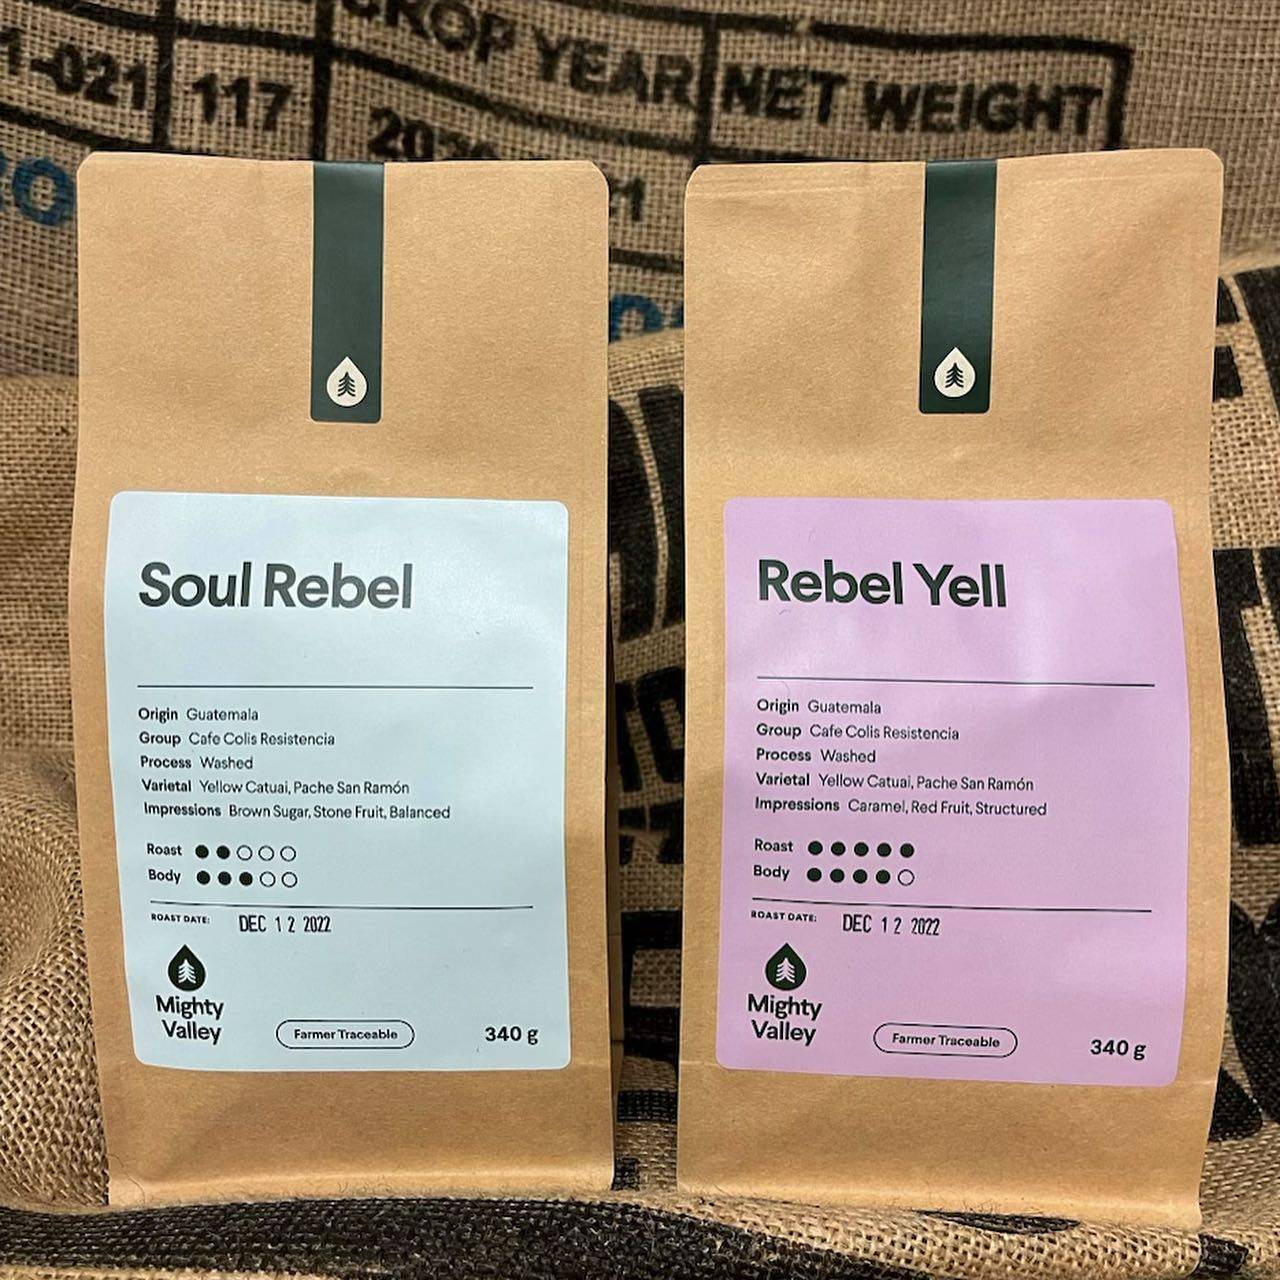 1-021 117
CROP YEAR
NET WEIGHT
Soul Rebel
Origin Guatemala
Group Cafe Colis Resistencia
Process Washed
Varietal Yellow Catuai, Pache San Ramón
Impressions Brown Sugar, Stone Fruit, Balanced
Roast
Body
ROAST DATE: DEC 12 2022
Mighty
Valley
Farmer Traceable
340 g
Rebel Yell
Origin Guatemala
Group Cafe Colis Resistencia
Process Washed
Varietal Yellow Catuai, Pache San Ramón
Impressions Caramel, Red Fruit, Structured
Roast
Body
ROAST DATE: DEC 12 2022
Mighty
Valley
Farmer Traceable
340 g